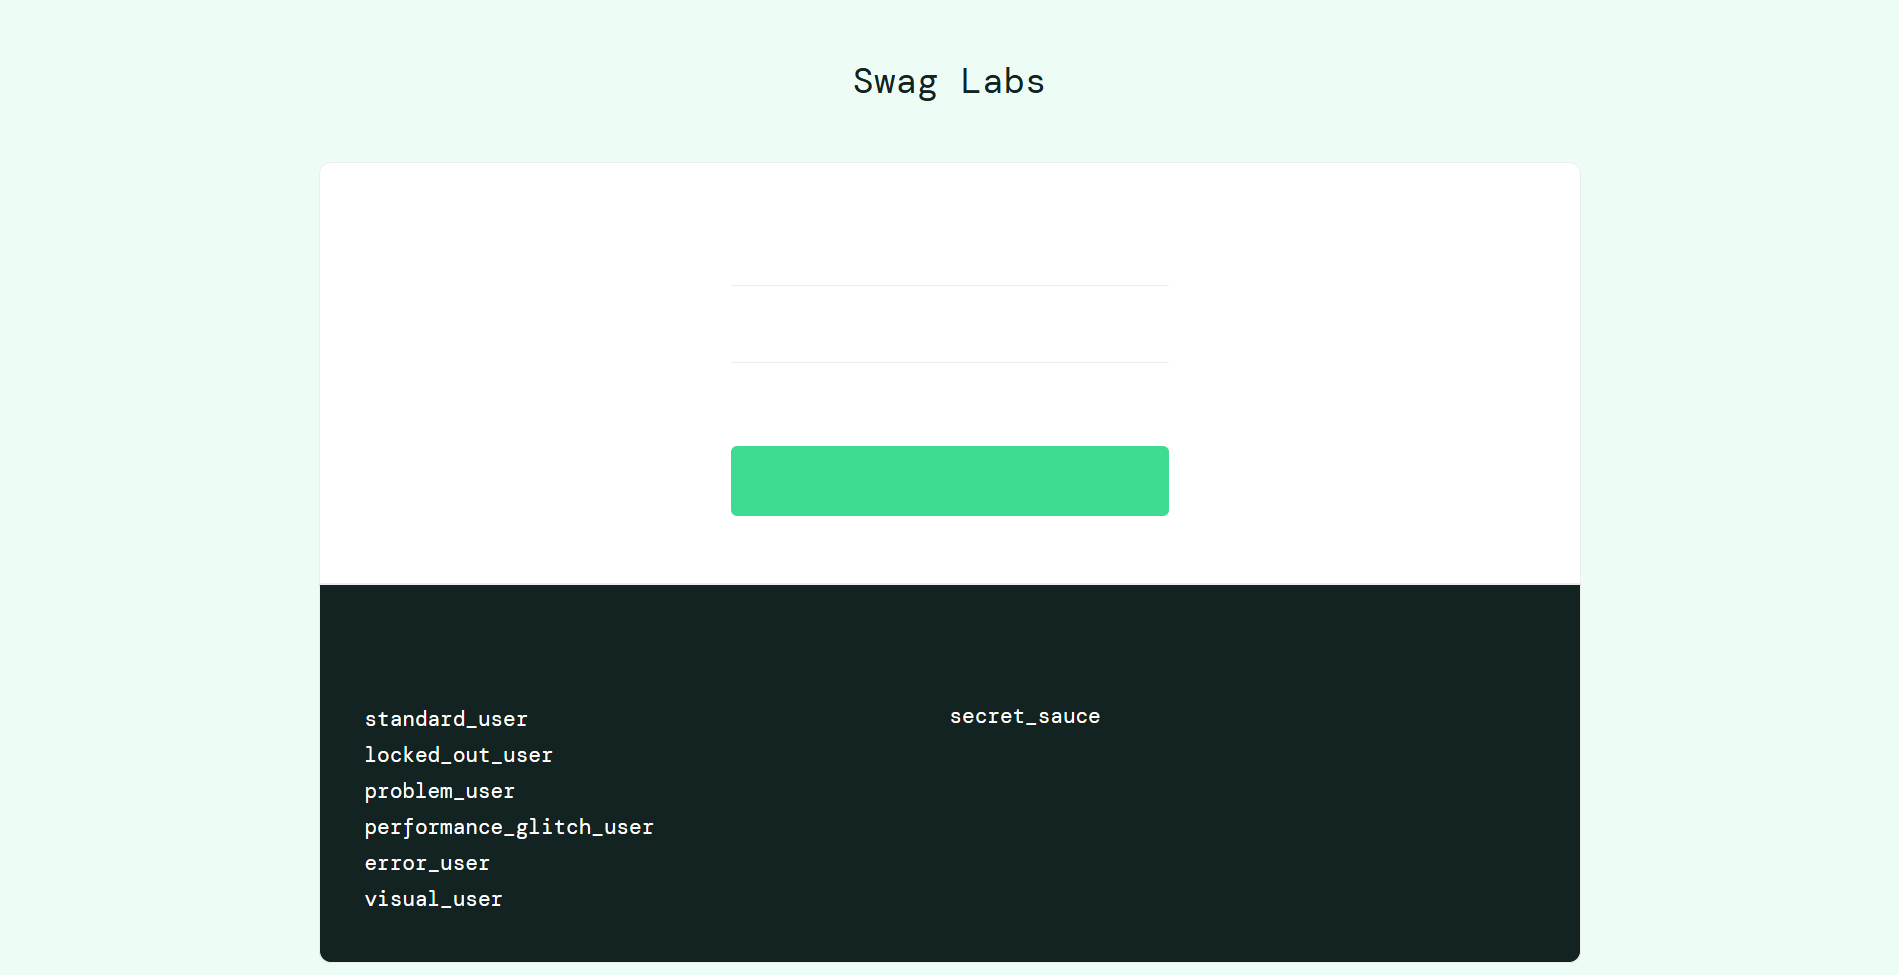 Swag Labs
standard_user
locked_out_user
problem_user
performance_glitch_user
error_user
visual_user
secret_sauce